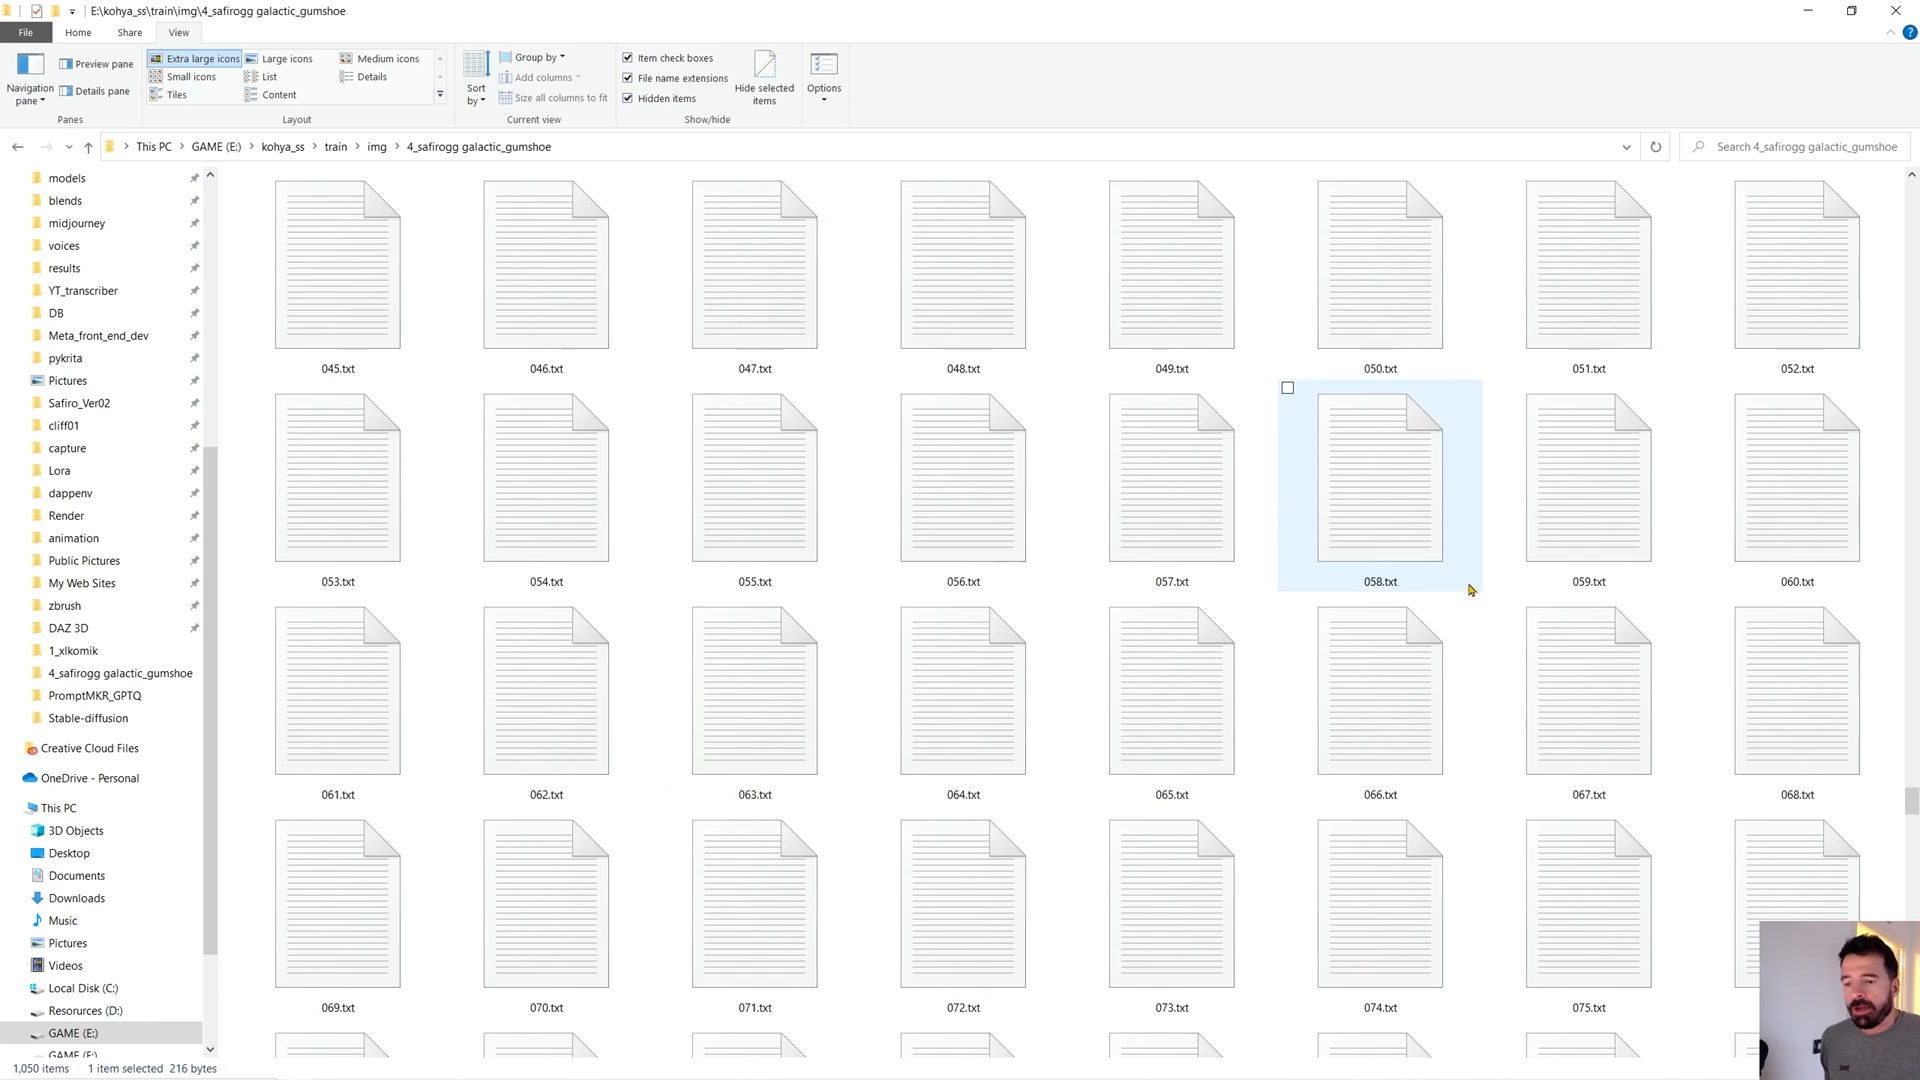 E:\kohya_ss\train\img\4_safirogg galactic_gumshoe
File
Home
Share
View
Navigation pane
Preview pane
Details pane
Panes
Extra large icons
Large icons
Medium icons
Small icons
List
Details
Tiles
Content
Layout
Sort by
Group by
Add columns
Size all columns to fit
Current view
Item check boxes
File name extensions
Hidden items
Hide selected items
Show/hide
Options
This PC
GAME (E:)
kohya_ss
train
img
4_safirogg galactic_gumshoe
Search 4_safirogg galactic_gumshoe
models
blends
midjourney
voices
results
YT_transcriber
DB
Meta_front_end_dev
pykrita
Pictures
Safiro_Ver02
cliff01
capture
Lora
dappenv
Render
animation
Public Pictures
My Web Sites
zbrush
DAZ 3D
1_xlkomik
4_safirogg galactic_gumshoe
PromptMKR_GPTQ
Stable-diffusion
Creative Cloud Files
OneDrive - Personal
This PC
3D Objects
Desktop
Documents
Downloads
Music
Pictures
Videos
Local Disk (C:)
Resorurces (D:)
GAME (E:)
GAME (E:)
045.txt
046.txt
047.txt
048.txt
049.txt
050.txt
051.txt
052.txt
053.txt
054.txt
055.txt
056.txt
057.txt
058.txt
059.txt
060.txt
061.txt
062.txt
063.txt
064.txt
065.txt
066.txt
067.txt
068.txt
069.txt
070.txt
071.txt
072.txt
073.txt
074.txt
075.txt
1,050 items
1 item selected 216 bytes